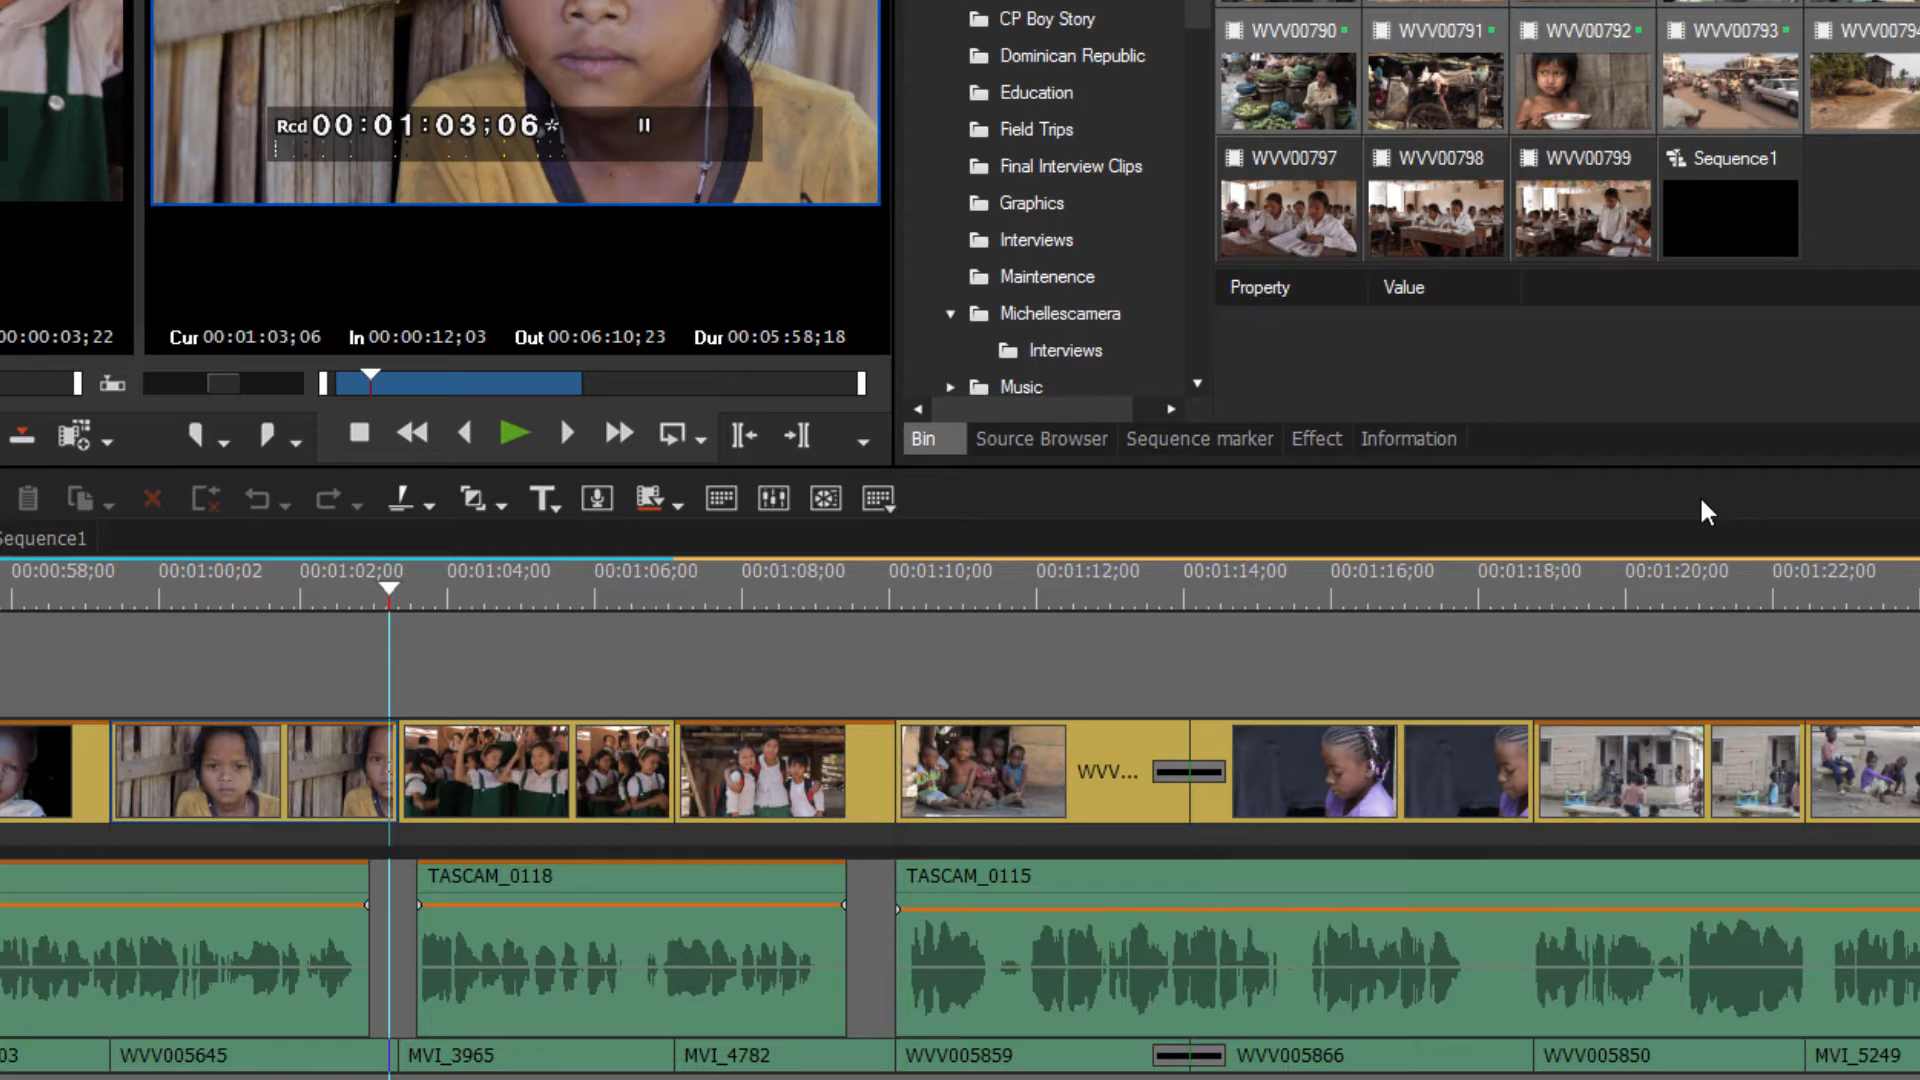 CP Boy Story
Dominican Republic
Education
Field Trips
Final Interview Clips
Graphics
Interviews
Maintenence
Michellescamera
Interviews
Music
WVV00790
WVV00791
WVV00792
WVV00793
WVV00797
WVV00798
WVV00799
Sequence1
Property Value
Rcd 00:01:03;06
00:00:03;22
Cur 00:01:03;06 In 00:00:12;03 Out 00:06:10;23 Dur 00:05:58;18
Bin Source Browser Sequence marker Effect Information
Sequence1
00:00:58;00 00:01:00;02 00:01:02;00 00:01:04;00 00:01:06;00 00:01:08;00 00:01:10;00 00:01:12;00 00:01:14;00 00:01:16;00 00:01:18;00 00:01:20;00 00:01:22;00
WVV...
TASCAM_0118
TASCAM_0115
03 WVV005645 MVI_3965 MVI_4782 WVV005859 WVV005866 WVV005850 MVI_5249